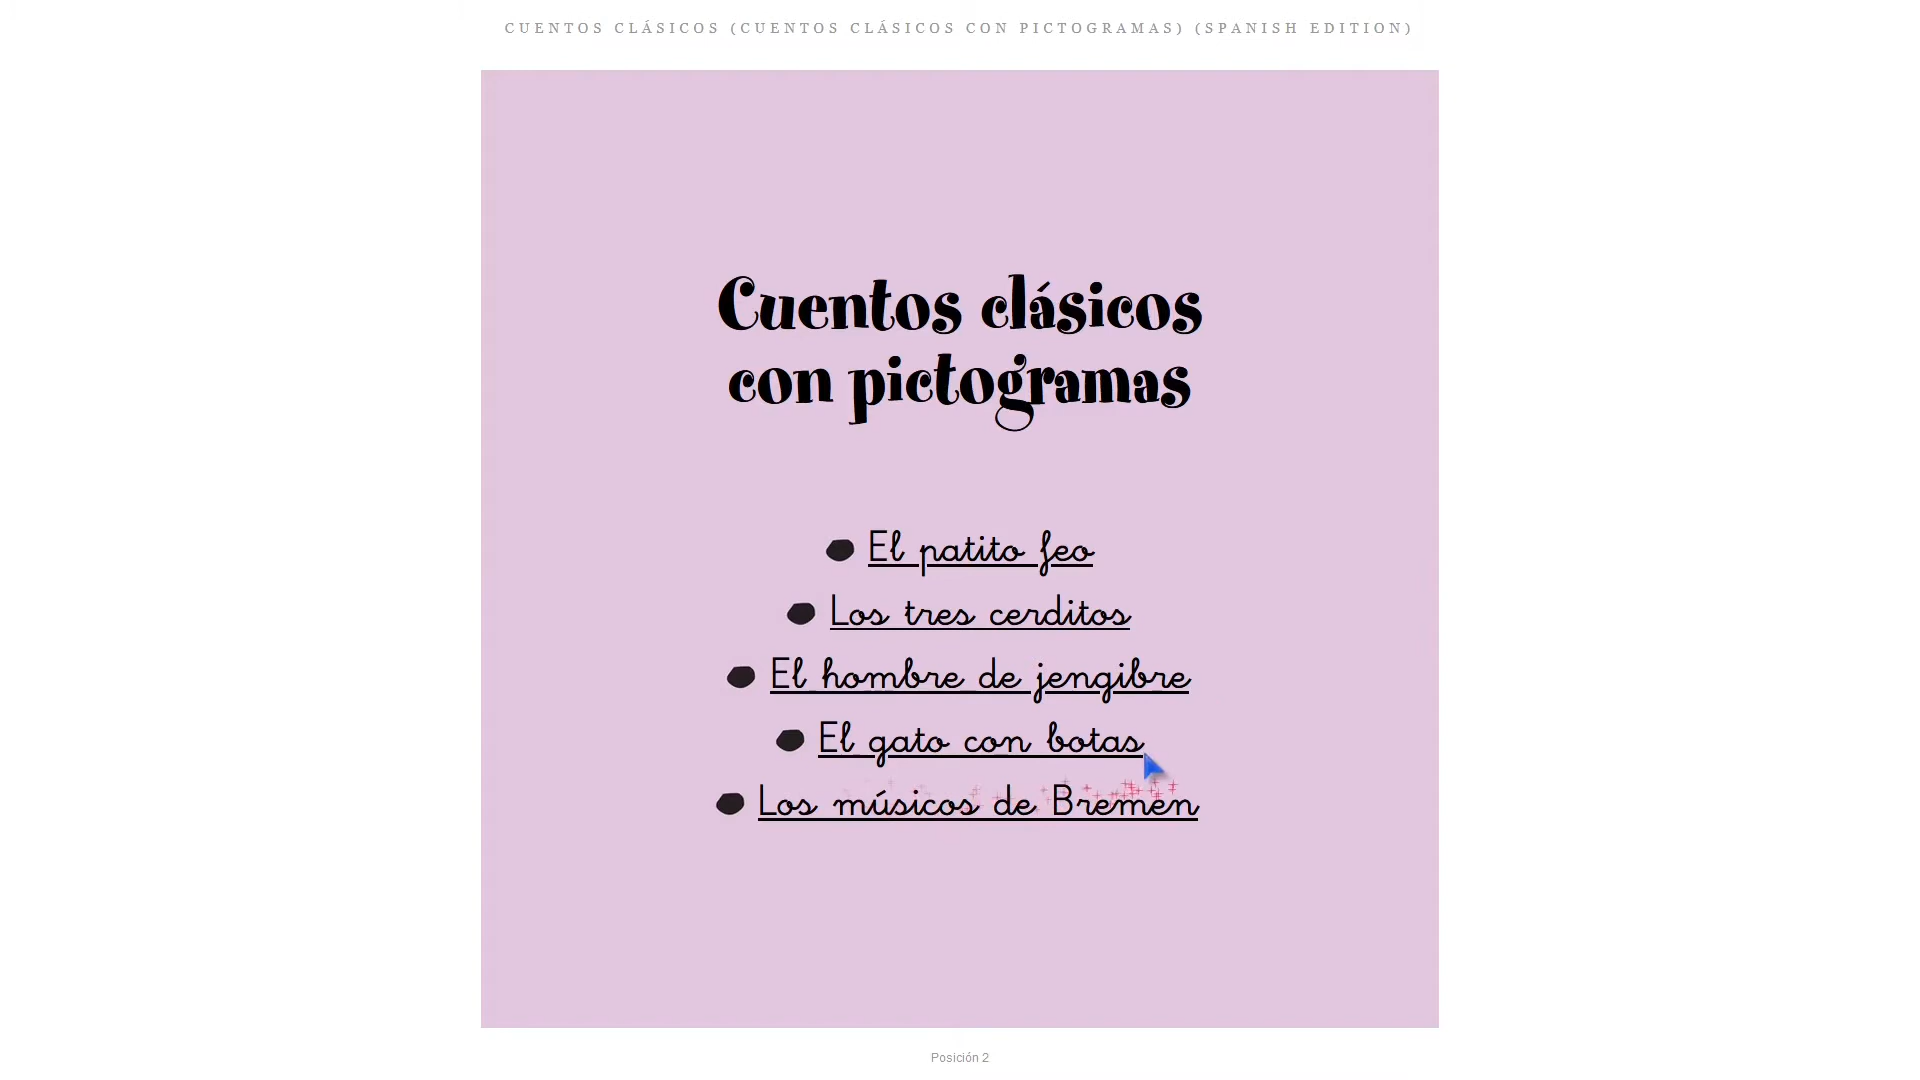 CUENTOS CLÁSICOS (CUENTOS CLÁSICOS CON PICTOGRAMAS) (SPANISH EDITION)
Cuentos clásicos
con pictogramas
El patito feo
Los tres cerditos
El hombre de jengibre
El gato con botas
Los músicos de Bremen
Posición 2